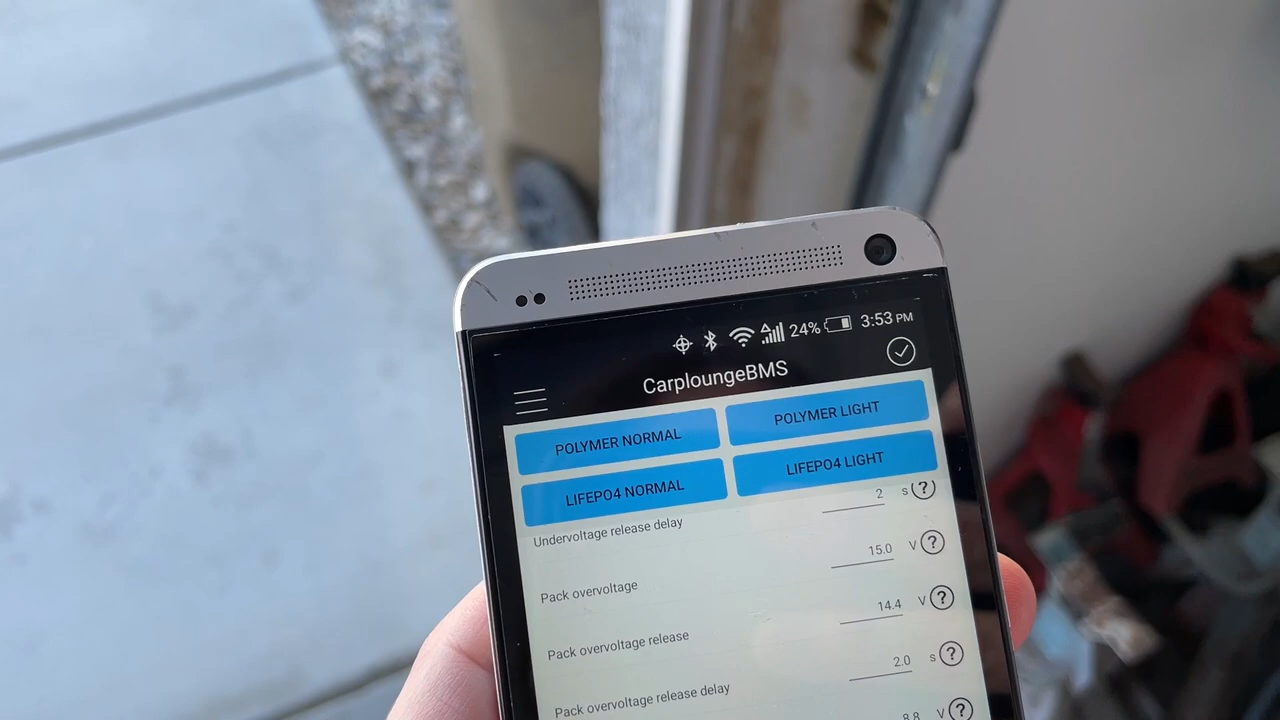 24% 3:53 PM
CarploungeBMS
POLYMER NORMAL POLYMER LIGHT
LIFEPO4 NORMAL LIFEPO4 LIGHT
Undervoltage release delay 2 s ?
Pack overvoltage 15.0 V ?
Pack overvoltage release 14.4 V ?
Pack overvoltage release delay 2.0 s ?
8.8 V ?